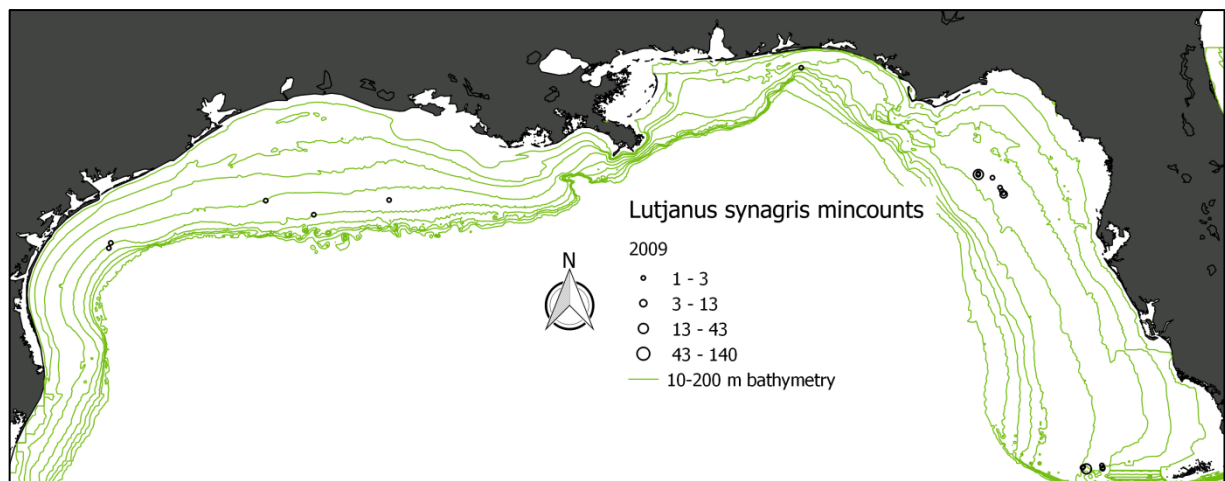 Lutjanus synagris mincounts
2009
N
1 - 3
3 - 13
13 - 43
43 - 140
10-200 m bathymetry